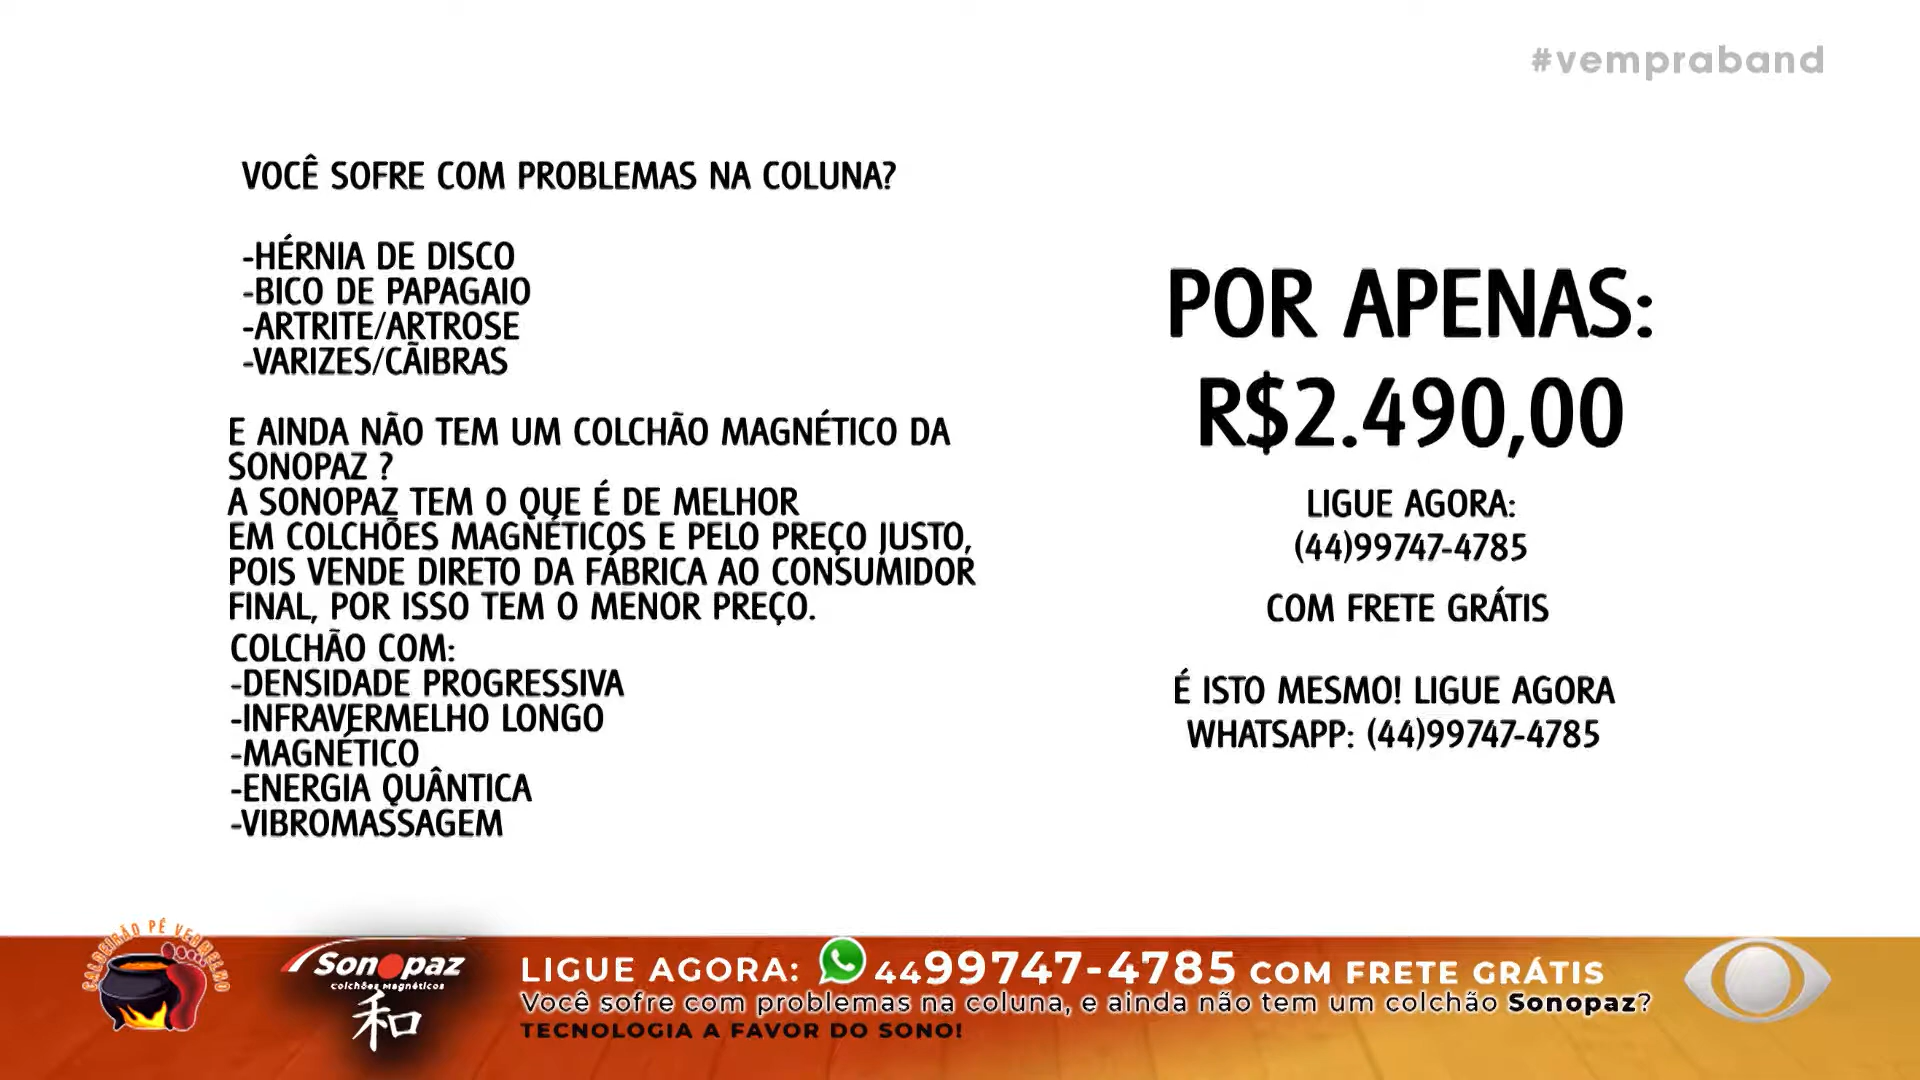 #vempraband
VOCÊ SOFRE COM PROBLEMAS NA COLUNA?
-HÉRNIA DE DISCO
-BICO DE PAPAGAIO
-ARTRITE/ARTROSE
-VARIZES/CÃIBRAS
E AINDA NÃO TEM UM COLCHÃO MAGNÉTICO DA
SONOPAZ ?
A SONOPAZ TEM O QUE É DE MELHOR
EM COLCHÕES MAGNÉTICOS E PELO PREÇO JUSTO,
POIS VENDE DIRETO DA FÁBRICA AO CONSUMIDOR
FINAL, POR ISSO TEM O MENOR PREÇO.
COLCHÃO COM:
-DENSIDADE PROGRESSIVA
-INFRAVERMELHO LONGO
-MAGNÉTICO
-ENERGIA QUÂNTICA
-VIBROMASSAGEM
POR APENAS:
R$2.490,00
LIGUE AGORA:
(44)99747-4785
COM FRETE GRÁTIS
É ISTO MESMO! LIGUE AGORA
WHATSAPP: (44)99747-4785
CALDEIRÃO PÉ VERMELHO
Sonopaz
colchões Magnéticos
和
LIGUE AGORA: 4499747-4785 COM FRETE GRÁTIS
Você sofre com problemas na coluna, e ainda não tem um colchão Sonopaz?
TECNOLOGIA A FAVOR DO SONO!